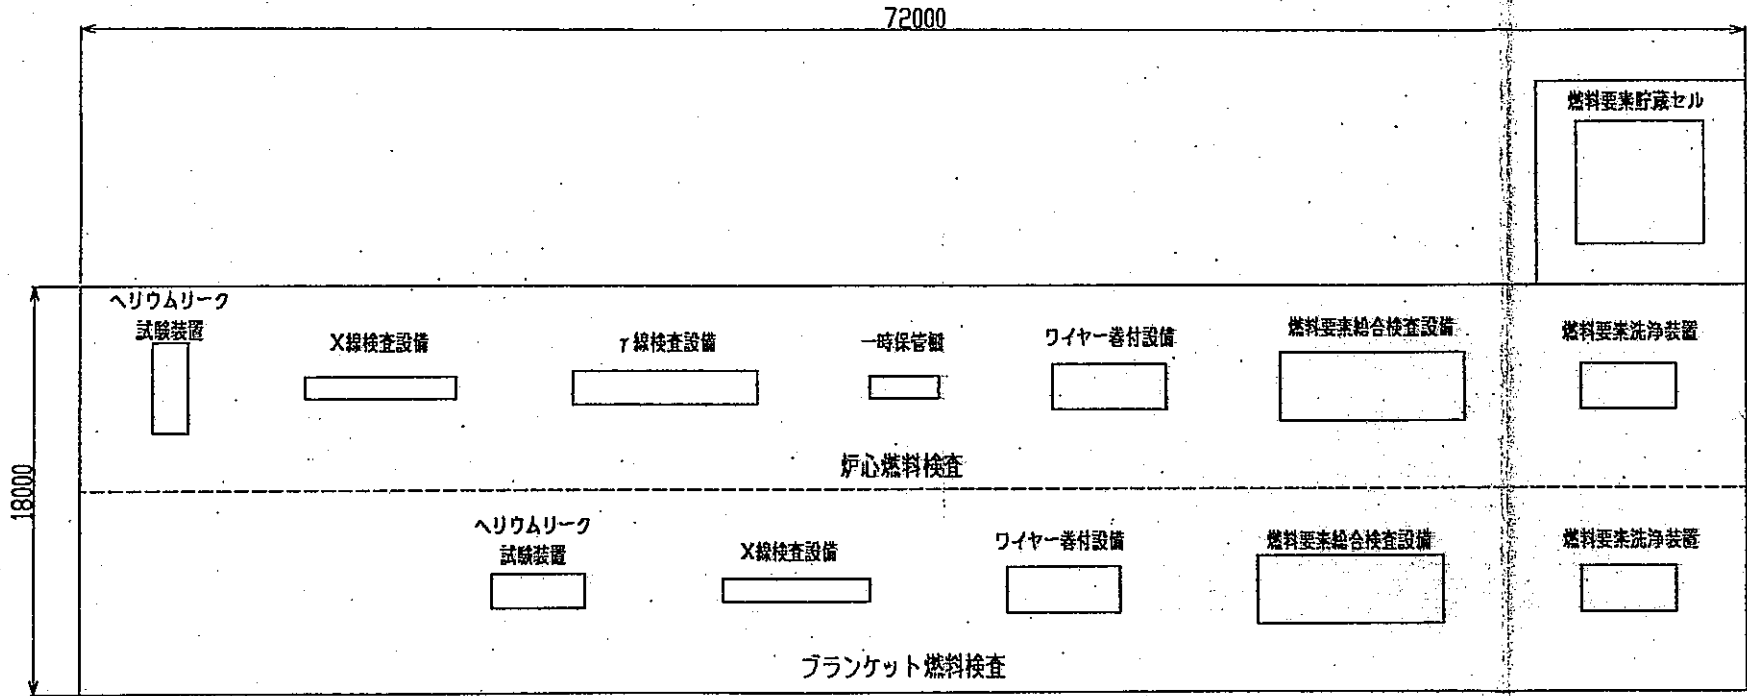 72000
燃料要素貯蔵セル
ヘリウムリーク
試験装置
X線検査設備
γ線検査設備
一時保管棚
ワイヤー巻付設備
燃料要素総合検査設備
燃料要素洗浄装置
炉心燃料検査
18000
ヘリウムリーク
試験装置
X線検査設備
ワイヤー巻付設備
燃料要素総合検査設備
燃料要素洗浄装置
ブランケット燃料検査